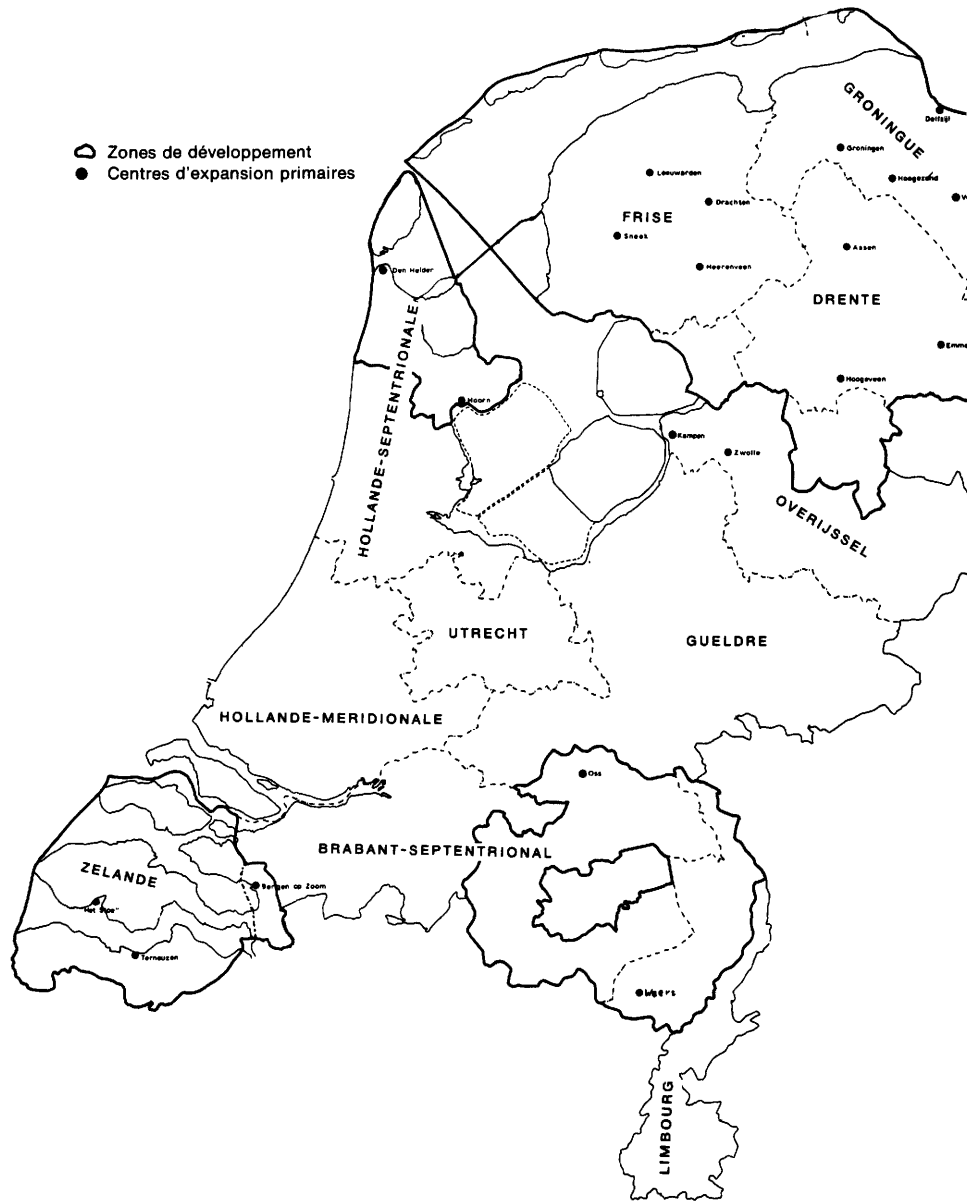 Zones de développement
Centres d'expansion primaires
GRONINGUE
Delfzijl
Groningen
Hoogezand
Leeuwarden
Drachten
FRISE
Sneek
Assen
Heerenveen
Den Helder
DRENTE
Emme
Hoogeveen
HOLLANDE-SEPTENTRIONALE
Hoorn
Kampen
Zwolle
OVERIJSSEL
UTRECHT
GUELDRE
HOLLANDE-MERIDIONALE
Oss
BRABANT-SEPTENTRIONAL
ZELANDE
Bergen op Zoom
Terneuzen
LIMBOURG